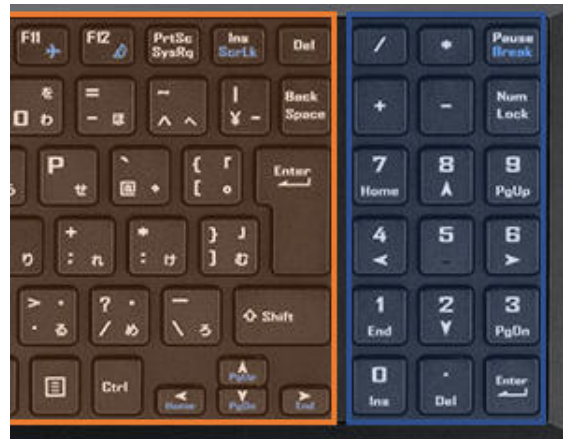 F11 F12 PrtSc SysRq Ins ScrLk Del
/ * Pause Break
を わ 0 = - ほ ~ ^ へ | ¥ - Back Space
+ - Num Lock
P せ ` @ ゛ { 「 [ ゜ Enter
7 Home 8 9 PgUp
り + ; れ * : け } 」 ] む
4 5 6
> ・ . る ? ・ / め _ \ ろ Shift
1 End 2 3 PgDn
Ctrl Home PgUp PgDn End
0 Ins . Del Enter